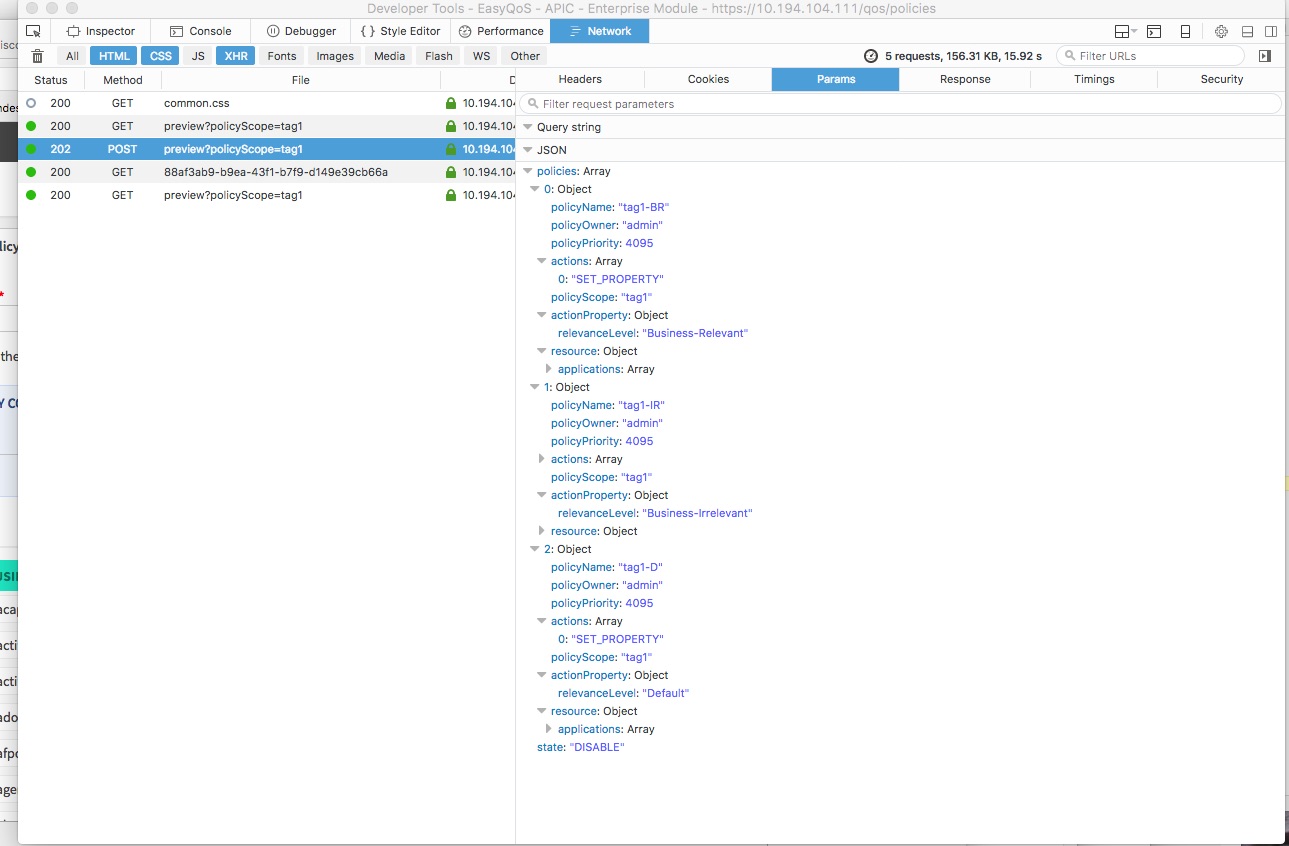 Developer Tools - EasyQoS - APIC - Enterprise Module - https://10.194.104.111/qos/policies
Inspector Console Debugger { } Style Editor Performance Network
All HTML CSS JS XHR Fonts Images Media Flash WS Other 5 requests, 156.31 KB, 15.92 s Filter URLs
Status Method File D
Headers Cookies Params Response Timings Security
200 GET common.css 10.194.104
200 GET preview?policyScope=tag1 10.194.104
202 POST preview?policyScope=tag1 10.194.104
200 GET 88af3ab9-b9ea-43f1-b7f9-d149e39cb66a 10.194.104
200 GET preview?policyScope=tag1 10.194.104
Filter request parameters
Query string
JSON
policies: Array
0: Object
policyName: "tag1-BR"
policyOwner: "admin"
policyPriority: 4095
actions: Array
0: "SET_PROPERTY"
policyScope: "tag1"
actionProperty: Object
relevanceLevel: "Business-Relevant"
resource: Object
applications: Array
1: Object
policyName: "tag1-IR"
policyOwner: "admin"
policyPriority: 4095
actions: Array
policyScope: "tag1"
actionProperty: Object
relevanceLevel: "Business-Irrelevant"
resource: Object
2: Object
policyName: "tag1-D"
policyOwner: "admin"
policyPriority: 4095
actions: Array
0: "SET_PROPERTY"
policyScope: "tag1"
actionProperty: Object
relevanceLevel: "Default"
resource: Object
applications: Array
state: "DISABLE"